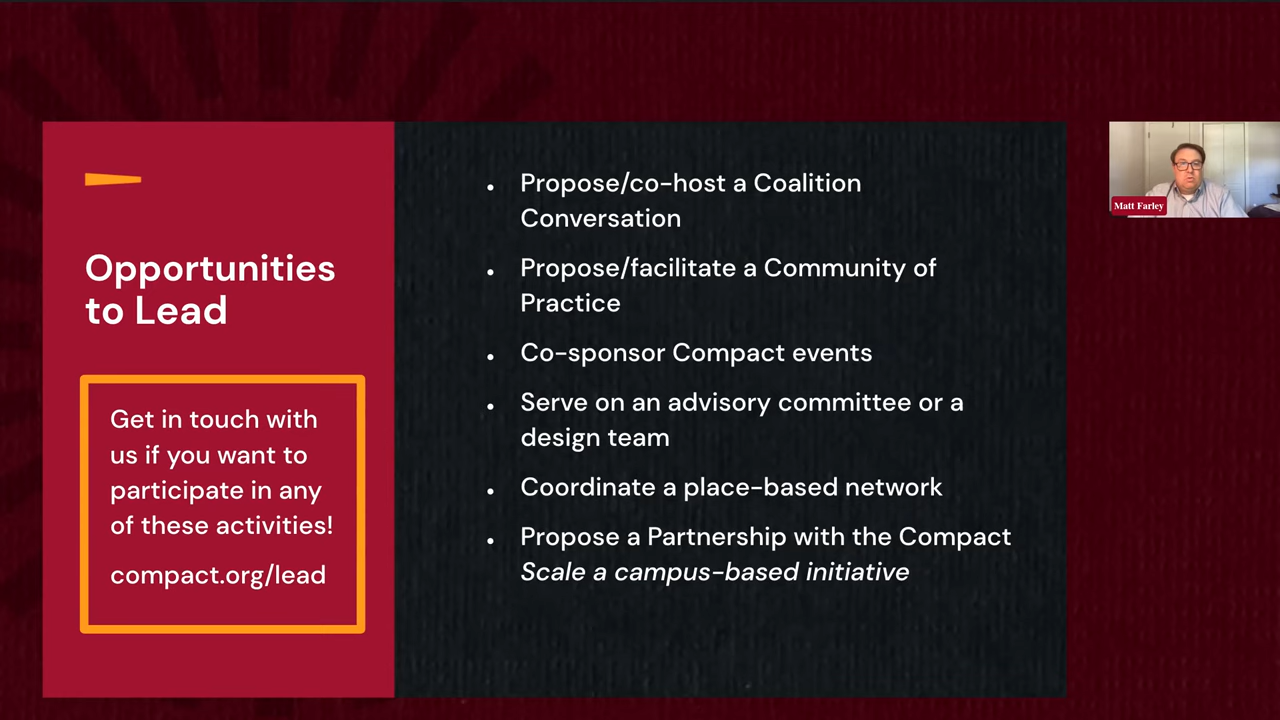 Opportunities
to Lead
Get in touch with
us if you want to
participate in any
of these activities!
compact.org/lead
• Propose/co-host a Coalition
Conversation
• Propose/facilitate a Community of
Practice
• Co-sponsor Compact events
• Serve on an advisory committee or a
design team
• Coordinate a place-based network
• Propose a Partnership with the Compact
Scale a campus-based initiative
Matt Farley